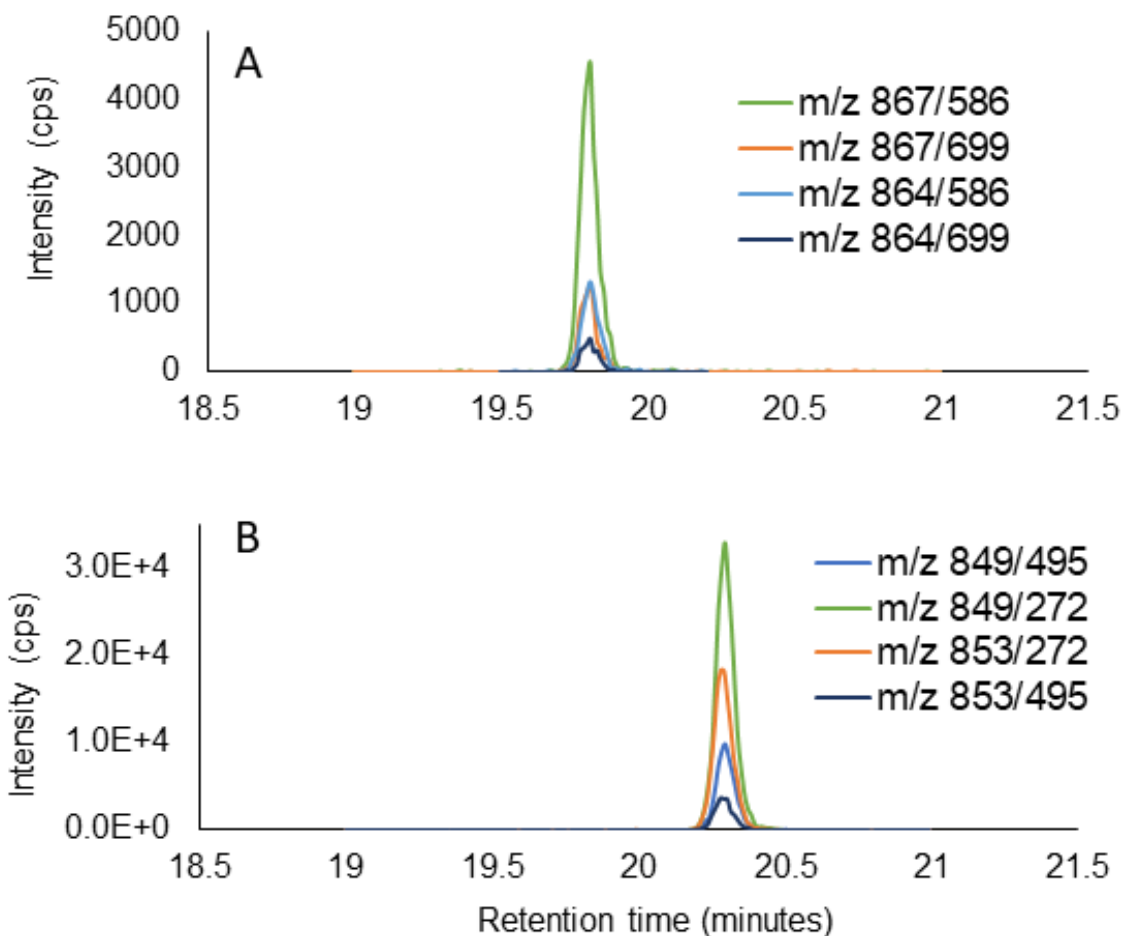 A
Intensity (cps)
5000
4000
3000
2000
1000
0
18.5 19 19.5 20 20.5 21 21.5
m/z 867/586
m/z 867/699
m/z 864/586
m/z 864/699
B
Intensity (cps)
3.0E+4
2.0E+4
1.0E+4
0.0E+0
18.5 19 19.5 20 20.5 21 21.5
m/z 849/495
m/z 849/272
m/z 853/272
m/z 853/495
Retention time (minutes)